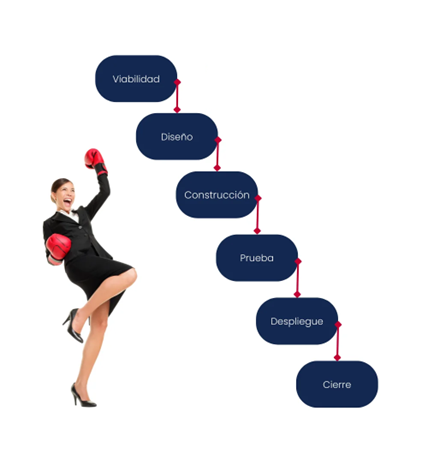 Viabilidad
Diseño
Construcción
Prueba
Despliegue
Cierre